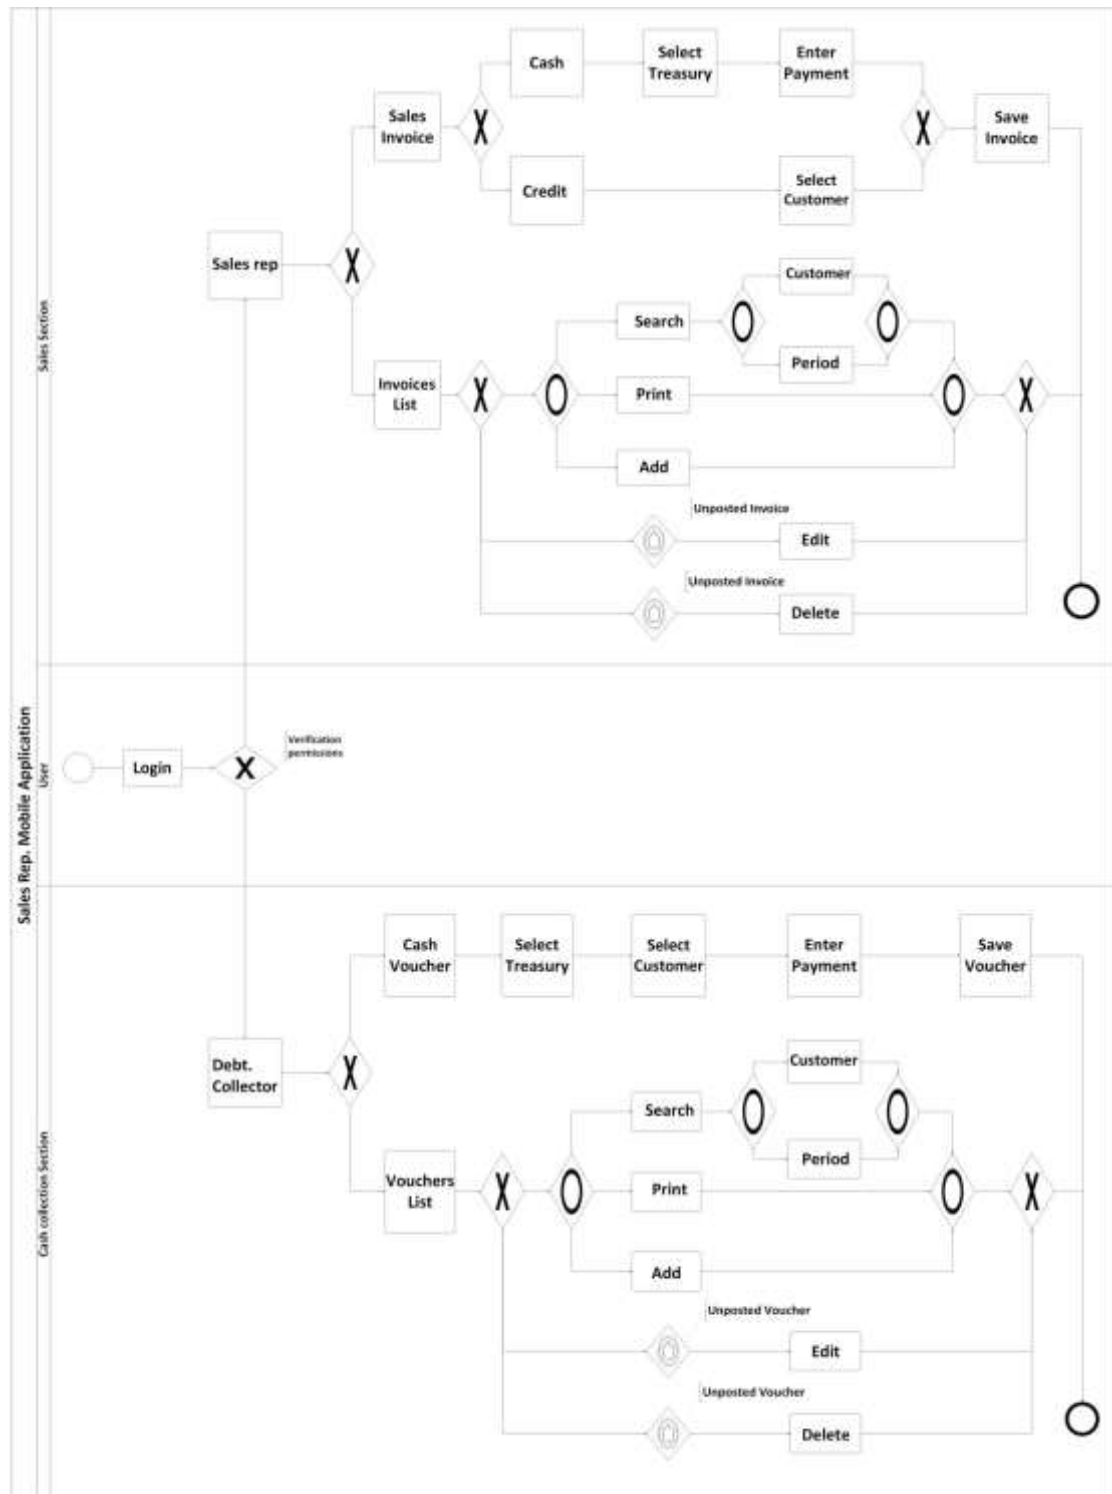 Sales Rep. Mobile Application
Sales Section
Cash
Select
Treasury
Enter
Payment
Sales
Invoice
X
X
Save
Invoice
Credit
Select
Customer
Sales rep
X
Customer
Search
O
O
Period
Invoices
List
X
O
Print
O
X
Add
Unposted Invoice
Edit
Unposted Invoice
Delete
User
Login
X
Verification
permissions
Cash collection Section
Cash
Voucher
Select
Treasury
Select
Customer
Enter
Payment
Save
Voucher
Debt.
Collector
X
Customer
Search
O
O
Period
Vouchers
List
X
O
Print
O
X
Add
Unposted Voucher
Edit
Unposted Voucher
Delete